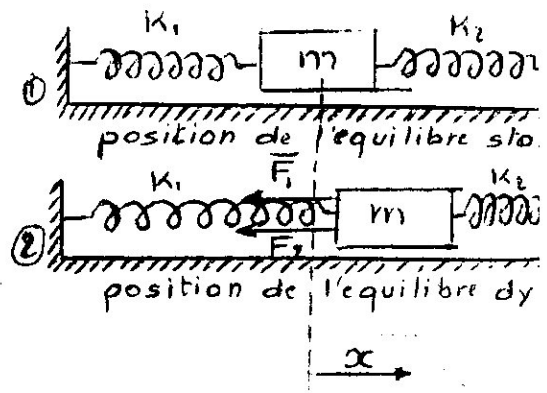 K₁ m K₂
①
position de l'equilibre sta.
F₁
K₁ m K₂
②
F₂
position de l'equilibre dy
x